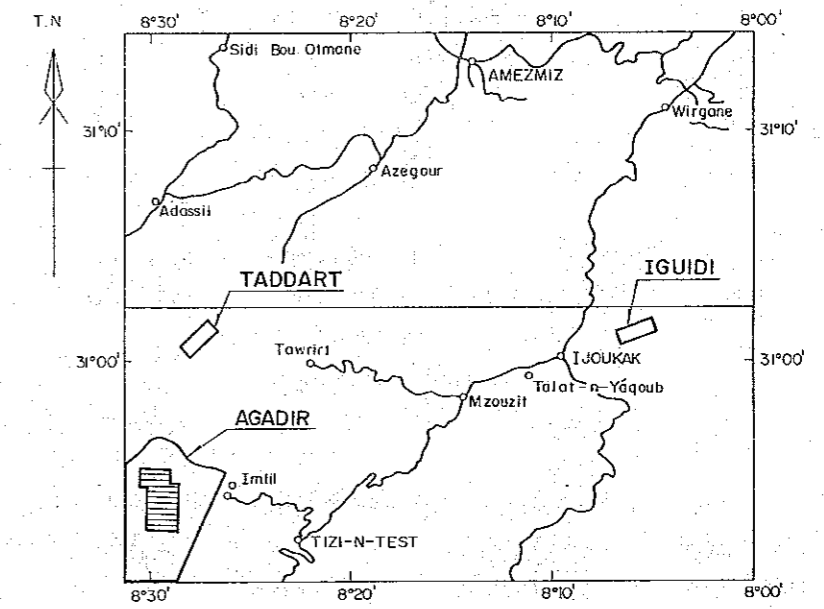 T.N
8°30' 8°20' 8°10' 8°00'
Sidi Bou Otmane
AMEZMIZ
Wirgane
31°10' 31°10'
Azegour
Adassil
TADDART
IGUIDI
Tawrirt
IJOUKAK
31°00' 31°00'
Talat-n-Yaqoub
Mzouzit
AGADIR
Imlil
TIZI-N-TEST
8°30' 8°20' 8°10' 8°00'